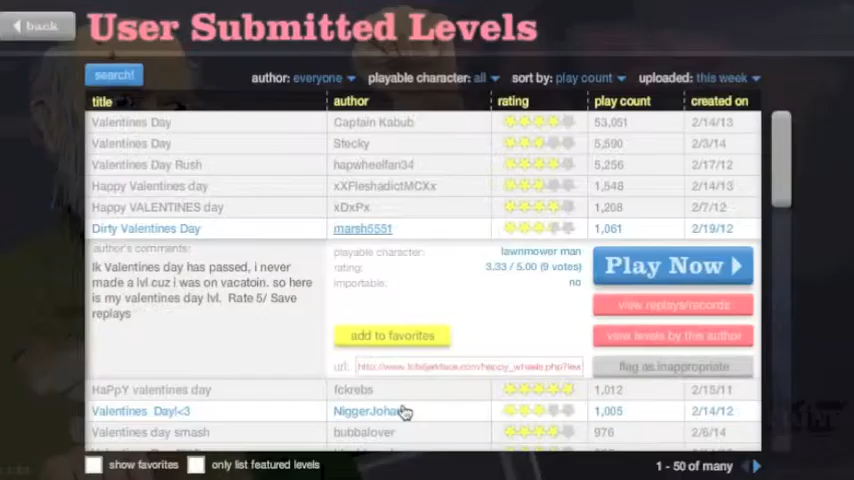 back
User Submitted Levels
search!
author: everyone playable character: all sort by: play count uploaded: this week
title author rating play count created on
Valentines Day Captain Kabub 53,051 2/14/13
Valentines Day Stecky 5,590 2/3/14
Valentines Day Rush hapwheelfan34 5,256 2/17/12
Happy Valentines day xXFleshadictMCXx 1,548 2/14/13
Happy VALENTINES day xDxPx 1,208 2/7/12
Dirty Valentines Day marsh5551 1,061 2/19/12
author's comments:
Ik Valentines day has passed, i never
made a lvl cuz i was on vacatoin. so here
is my valentines day lvl. Rate 5/ Save
replays
playable character: lawnmower man
rating: 3.33 / 5.00 (9 votes)
importable: no
add to favorites
url: http://www.totaljerkface.com/happy_wheels.php?lev
Play Now
view replays/records
view levels by this author
flag as inappropriate
HaPpY valentines day fckrebs 1,012 2/15/11
Valentines Day!<3 NiggerJoha 1,005 2/14/12
Valentines day smash bubbalover 976 2/6/14
show favorites only list featured levels 1 - 50 of many